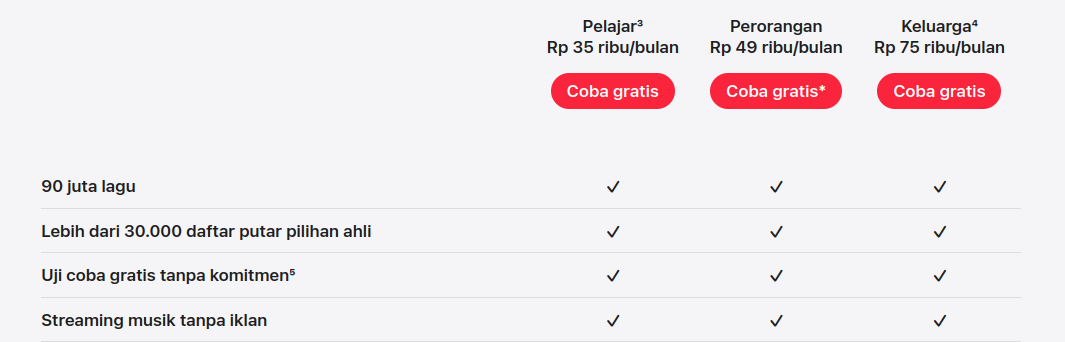 Pelajar³ Perorangan Keluarga⁴
Rp 35 ribu/bulan Rp 49 ribu/bulan Rp 75 ribu/bulan
Coba gratis Coba gratis* Coba gratis
90 juta lagu ✓ ✓ ✓
Lebih dari 30.000 daftar putar pilihan ahli ✓ ✓ ✓
Uji coba gratis tanpa komitmen⁵ ✓ ✓ ✓
Streaming musik tanpa iklan ✓ ✓ ✓